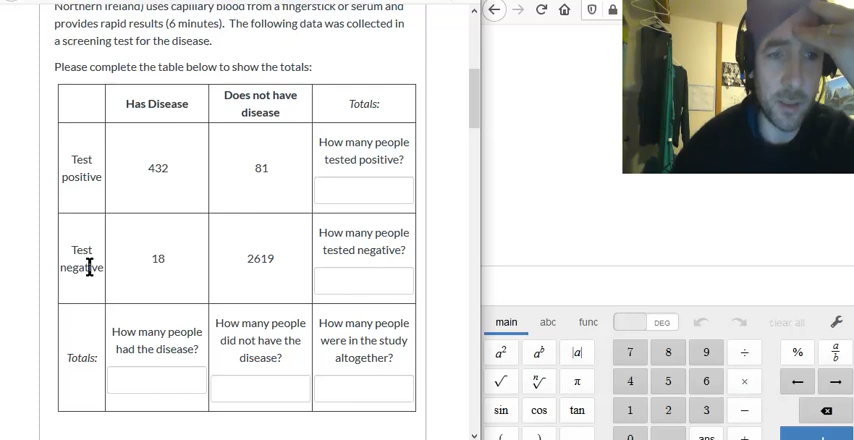 Northern Ireland) uses capillary blood from a fingerstick or serum and
provides rapid results (6 minutes). The following data was collected in
a screening test for the disease.
Please complete the table below to show the totals:
Has Disease
Does not have
disease
Totals:
Test
positive
432
81
How many people
tested positive?
Test
negative
18
2619
How many people
tested negative?
Totals:
How many people
had the disease?
How many people
did not have the
disease?
How many people
were in the study
altogether?
main abc func DEG clear all
a² aᵇ |a| 7 8 9 ÷ % a/b
√ ⁿ√ π 4 5 6 × ← →
sin cos tan 1 2 3 −
( ) 0 . ans +